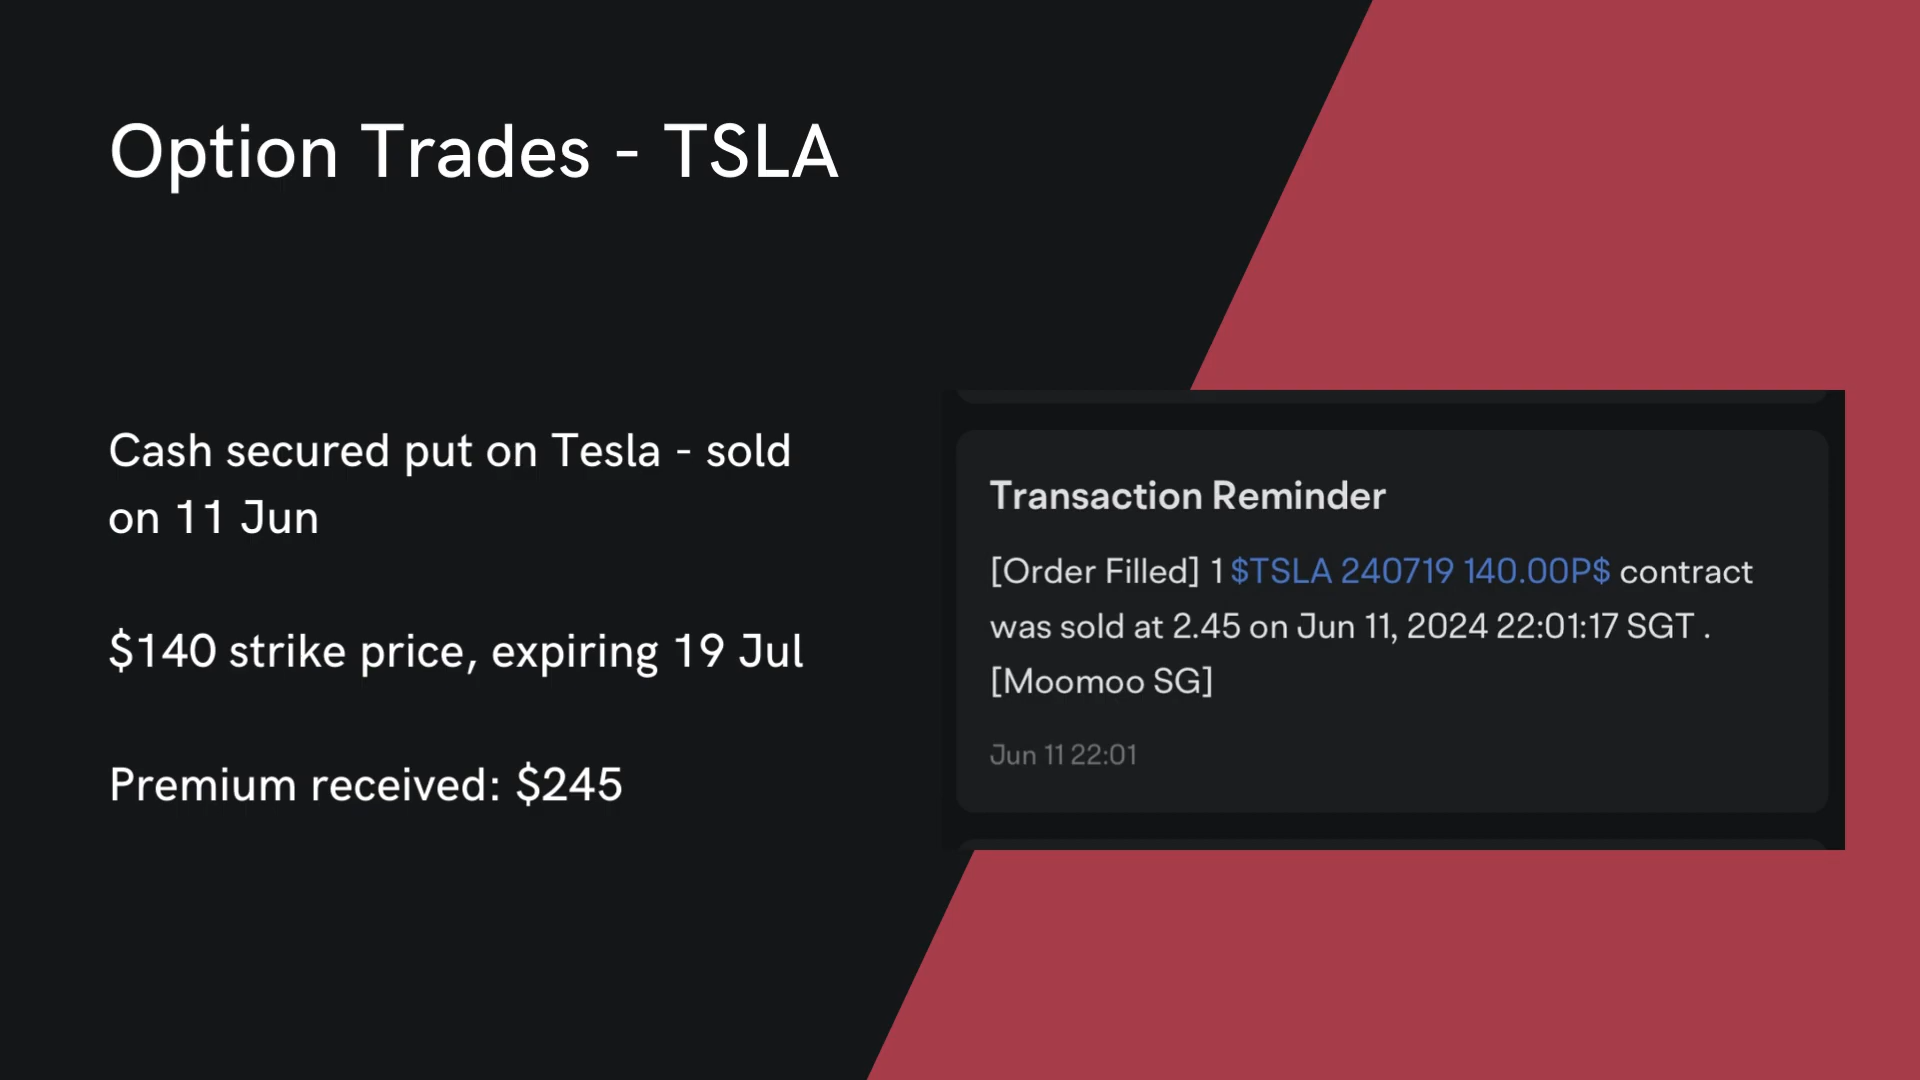 Option Trades - TSLA
Cash secured put on Tesla - sold
on 11 Jun
$140 strike price, expiring 19 Jul
Premium received: $245
Transaction Reminder
[Order Filled] 1 $TSLA 240719 140.00P$ contract
was sold at 2.45 on Jun 11, 2024 22:01:17 SGT .
[Moomoo SG]
Jun 11 22:01